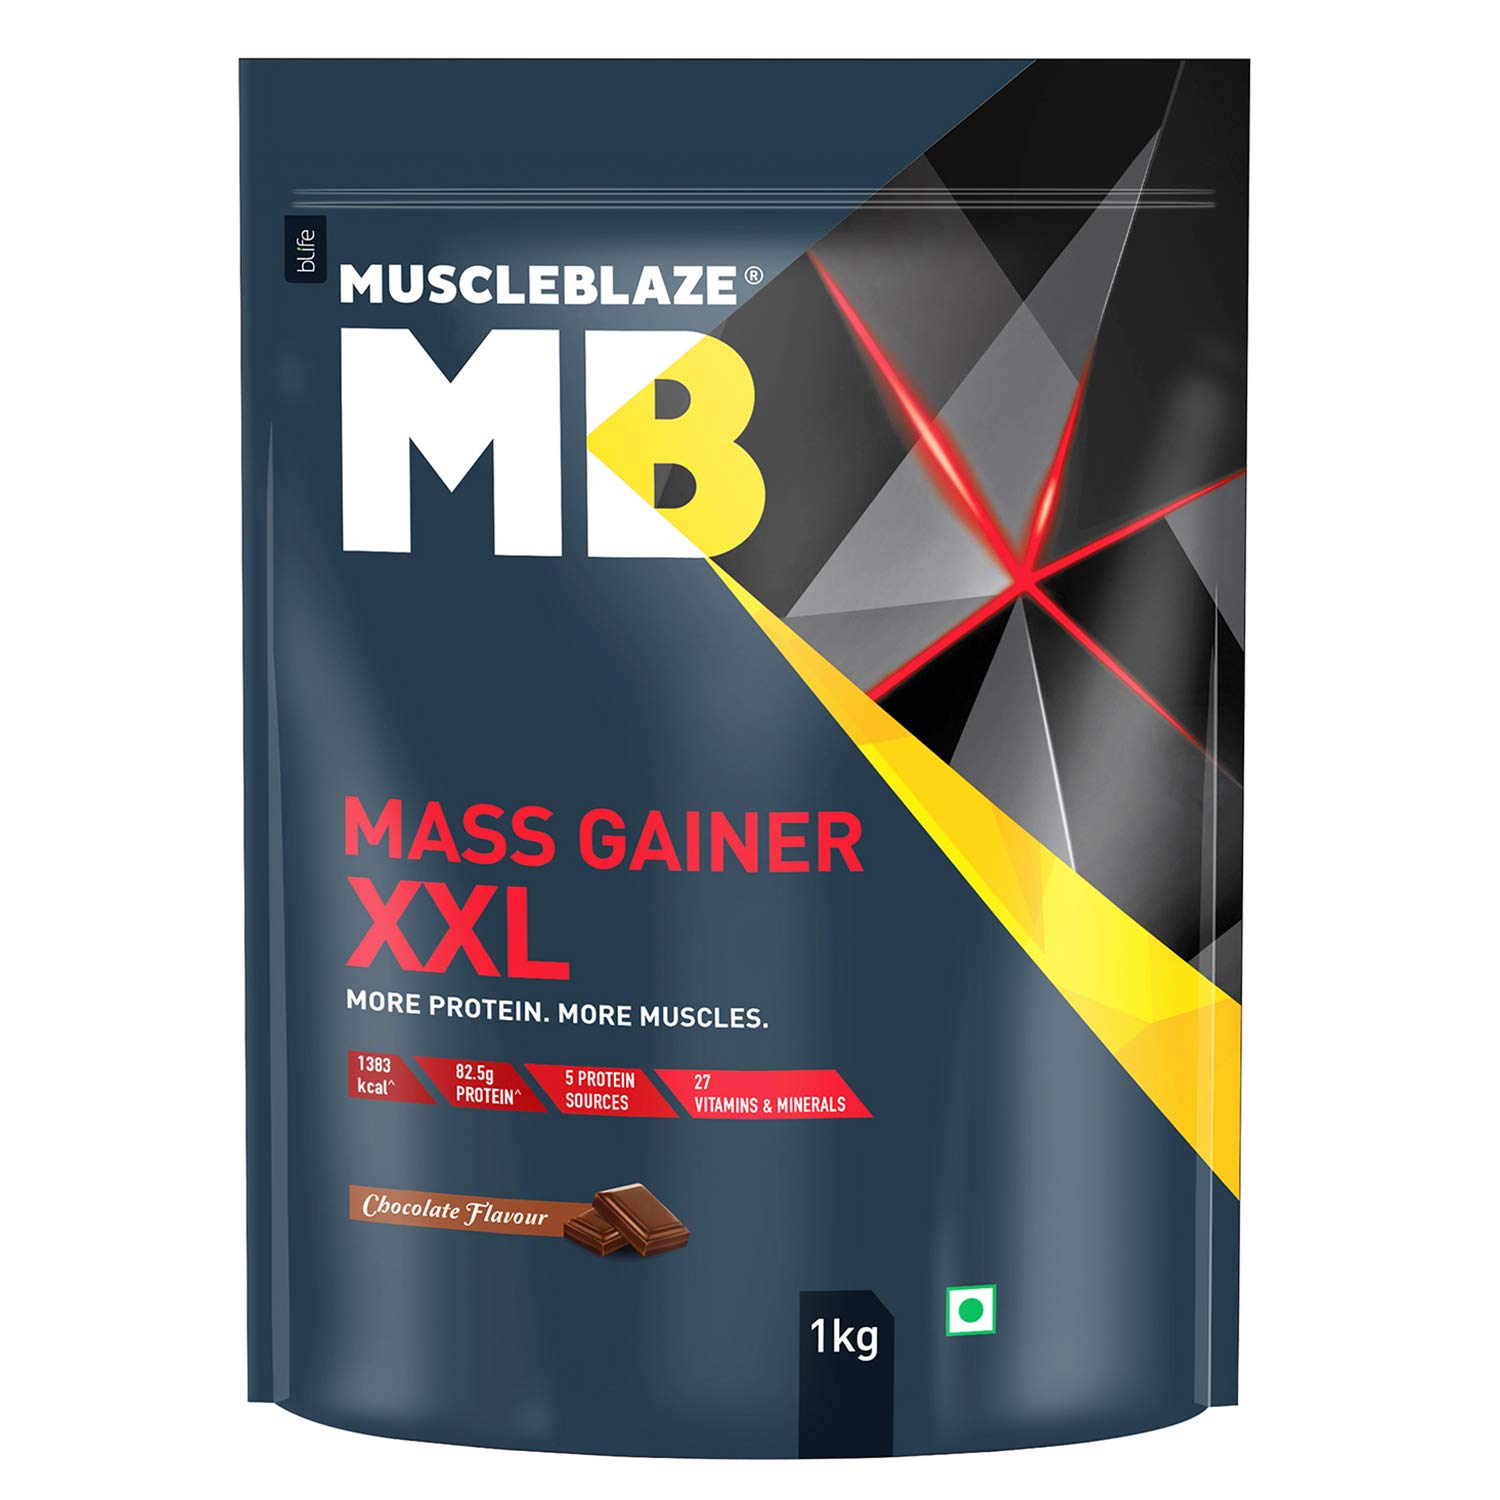 bLife
MUSCLEBLAZE®
MB
MASS GAINER
XXL
MORE PROTEIN. MORE MUSCLES.
1383
kcal^
82.5g
PROTEIN^
5 PROTEIN
SOURCES
27
VITAMINS & MINERALS
Chocolate Flavour
1kg